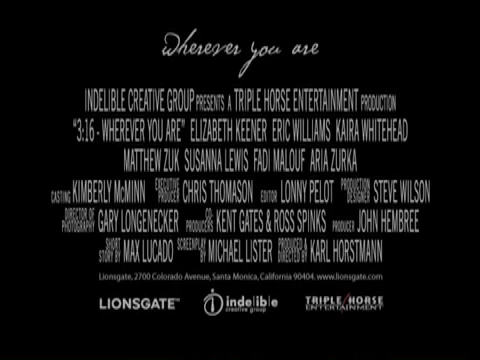 wherever you are
INDELIBLE CREATIVE GROUP PRESENTS A TRIPLE HORSE ENTERTAINMENT PRODUCTION
"3:16 - WHEREVER YOU ARE" ELIZABETH KEENER ERIC WILLIAMS KAIRA WHITEHEAD
MATTHEW ZUK SUSANNA LEWIS FADI MALOUF ARIA ZURKA
CASTING KIMBERLY McMINN EXECUTIVE PRODUCER CHRIS THOMASON EDITOR LONNY PELOT PRODUCTION DESIGNER STEVE WILSON
DIRECTOR OF PHOTOGRAPHY GARY LONGENECKER CO-PRODUCERS KENT GATES & ROSS SPINKS PRODUCER JOHN HEMBREE
SHORT STORY BY MAX LUCADO SCREENPLAY BY MICHAEL LISTER PRODUCED & DIRECTED BY KARL HORSTMANN
Lionsgate, 2700 Colorado Avenue, Santa Monica, California 90404. www.lionsgate.com
LIONSGATE™ indelible creative group TRIPLE HORSE ENTERTAINMENT